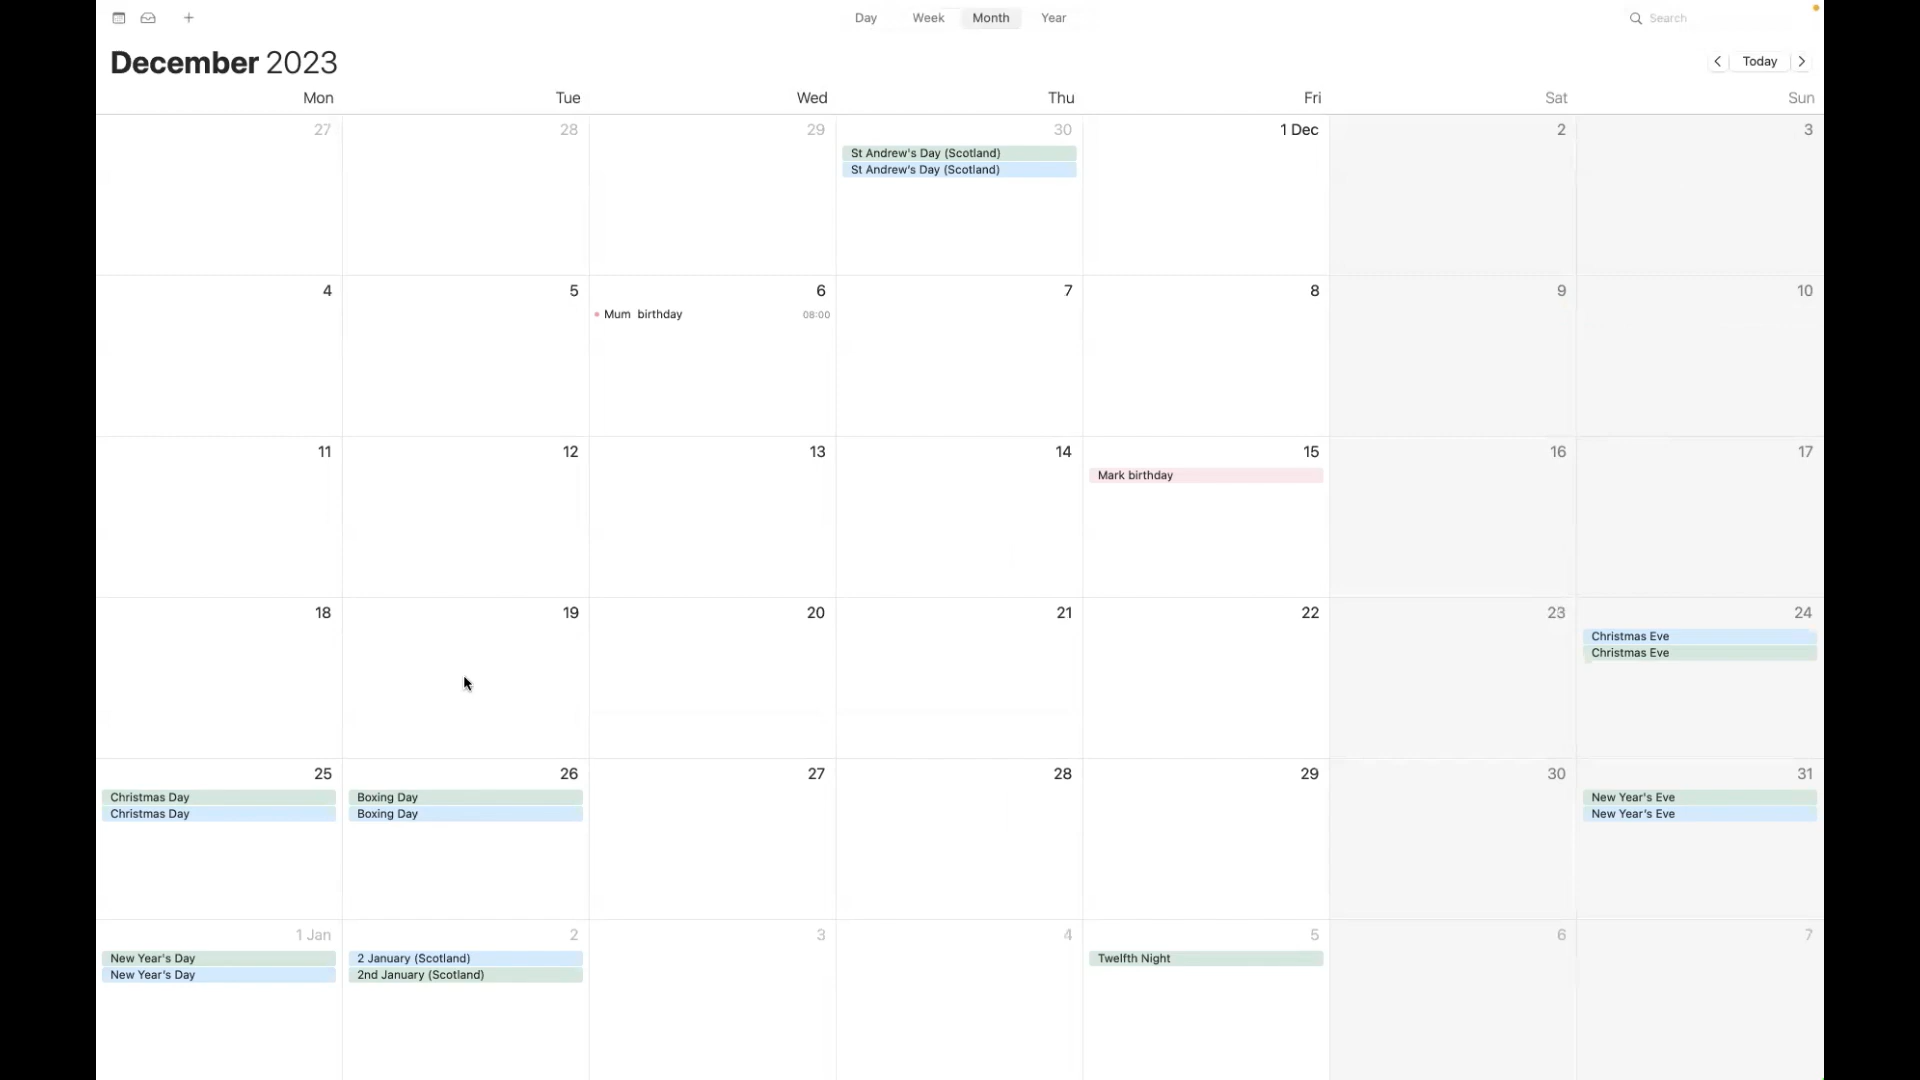 Day Week Month Year
Search
December 2023
Today
Mon Tue Wed Thu Fri Sat Sun
27 28 29 30 1 Dec 2 3
St Andrew's Day (Scotland)
St Andrew's Day (Scotland)
4 5 6 7 8 9 10
Mum birthday 08:00
11 12 13 14 15 16 17
Mark birthday
18 19 20 21 22 23 24
Christmas Eve
Christmas Eve
25 26 27 28 29 30 31
Christmas Day Boxing Day New Year's Eve
Christmas Day Boxing Day New Year's Eve
1 Jan 2 3 4 5 6 7
New Year's Day 2 January (Scotland) Twelfth Night
New Year's Day 2nd January (Scotland)